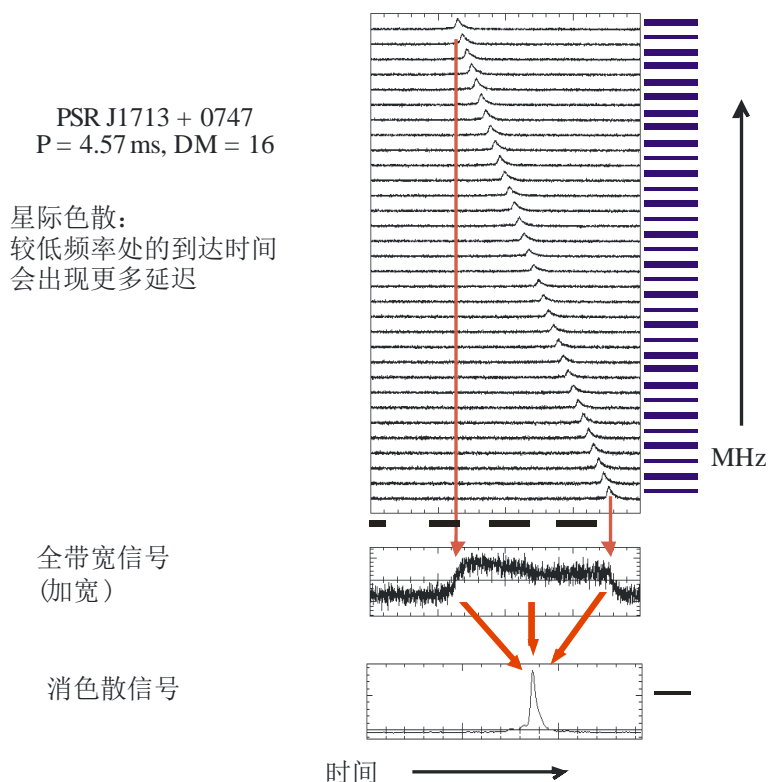 PSR J1713 + 0747
P = 4.57 ms, DM = 16
星际色散：
较低频率处的到达时间
会出现更多延迟
MHz
全带宽信号
(加宽）
消色散信号
时间